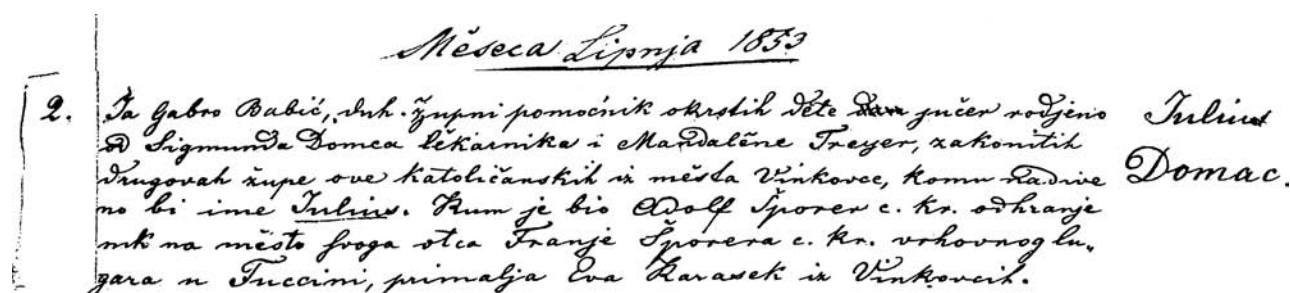 Měseca Lipnja 1853
2. Ja Gabro Babić, duh. župni pomoćnik okrstih děte jučer rodjeno Julius
od Sigmunda Domca lěkarnika i Mandalěne Freyer, zakonitih
drugovah župe ove katoličanskih iz města Vinkovce, komu nadive Domac.
no bi ime Julius. Kum je bio Adolf Šporer c. kr. odhranje
nik na město svoga otca Franje Šporera c. kr. vrhovnog lu„
gara u Fuccini, primalja Eva Karasek iz Vinkovcih.